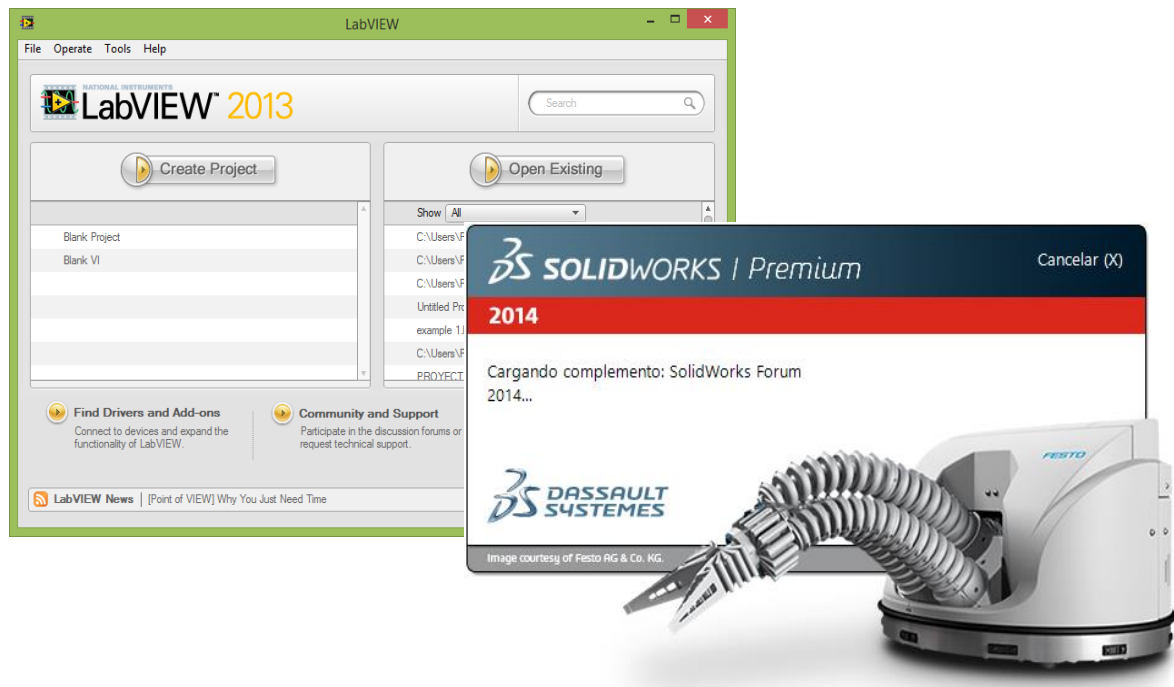 LabVIEW
File Operate Tools Help
NATIONAL INSTRUMENTS
LabVIEW™ 2013
Search
Create Project
Open Existing
Show All
Blank Project
Blank VI
C:\Users\
C:\Users\
C:\Users\
Untitled
example
C:\Users\
PROYECT
Find Drivers and Add-ons
Connect to devices and expand the
functionality of LabVIEW.
Community and Support
Participate in the discussion forums or
request technical support.
LabVIEW News | [Point of VIEW] Why You Just Need Time
SOLIDWORKS | Premium
Cancelar (X)
2014
Cargando complemento: SolidWorks Forum
2014...
DASSAULT
SYSTEMES
Image courtesy of Festo AG & Co. KG.
FESTO